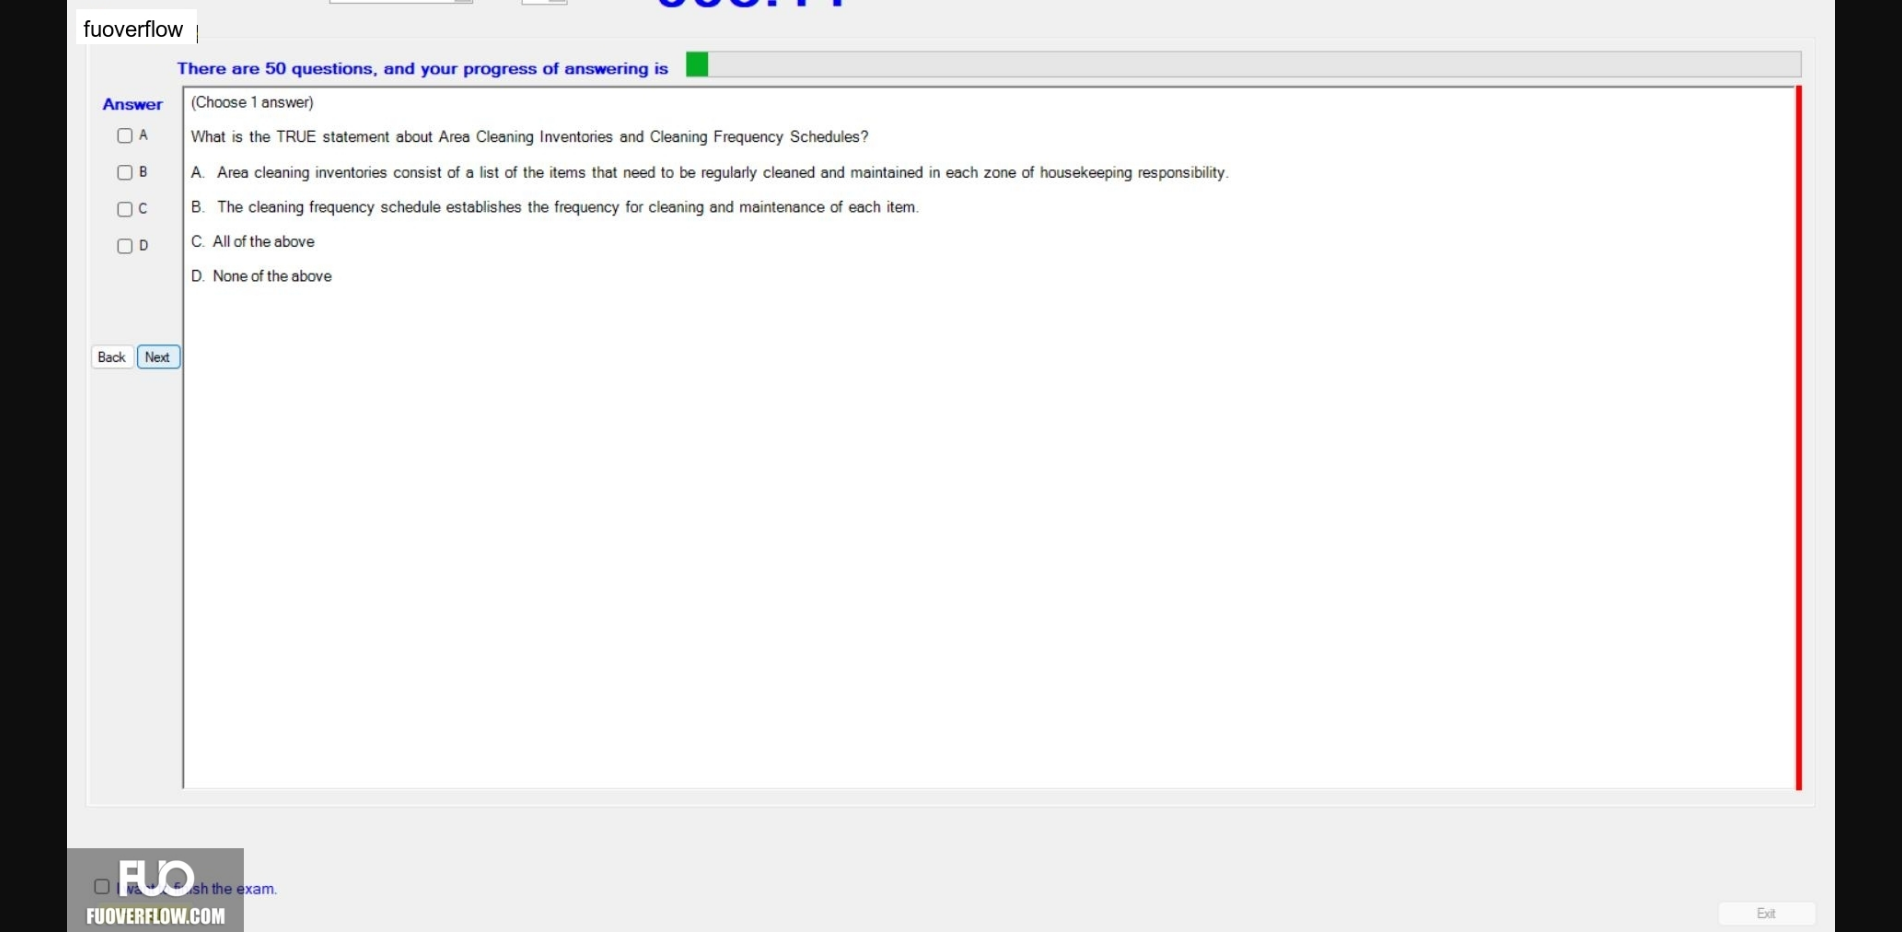 fuoverflow
There are 50 questions, and your progress of answering is
Answer
(Choose 1 answer)
A
What is the TRUE statement about Area Cleaning Inventories and Cleaning Frequency Schedules?
B
A. Area cleaning inventories consist of a list of the items that need to be regularly cleaned and maintained in each zone of housekeeping responsibility.
C
B. The cleaning frequency schedule establishes the frequency for cleaning and maintenance of each item.
D
C. All of the above
D. None of the above
Back Next
FUO
I want finish the exam.
FUOVERFLOW.COM
Exit